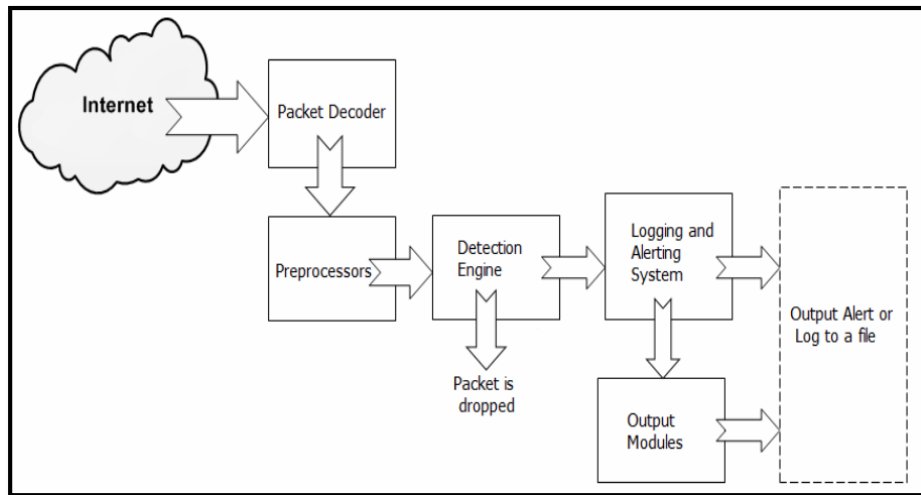 Internet
Packet Decoder
Preprocessors
Detection
Engine
Packet is
dropped
Logging and
Alerting
System
Output
Modules
Output Alert or
Log to a file